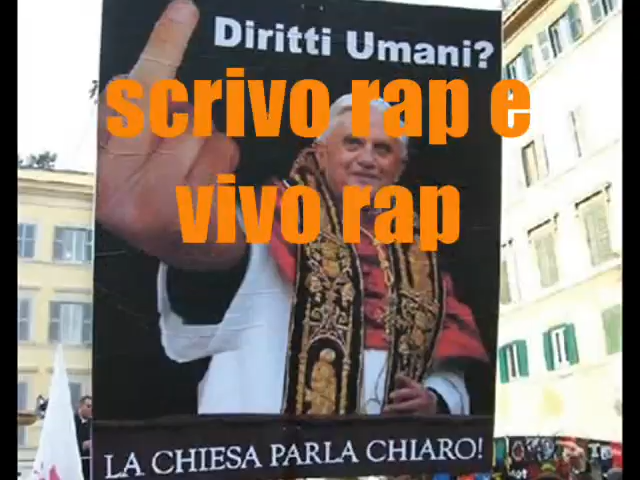 Diritti Umani?
scrivo rap e
vivo rap
LA CHIESA PARLA CHIARO!